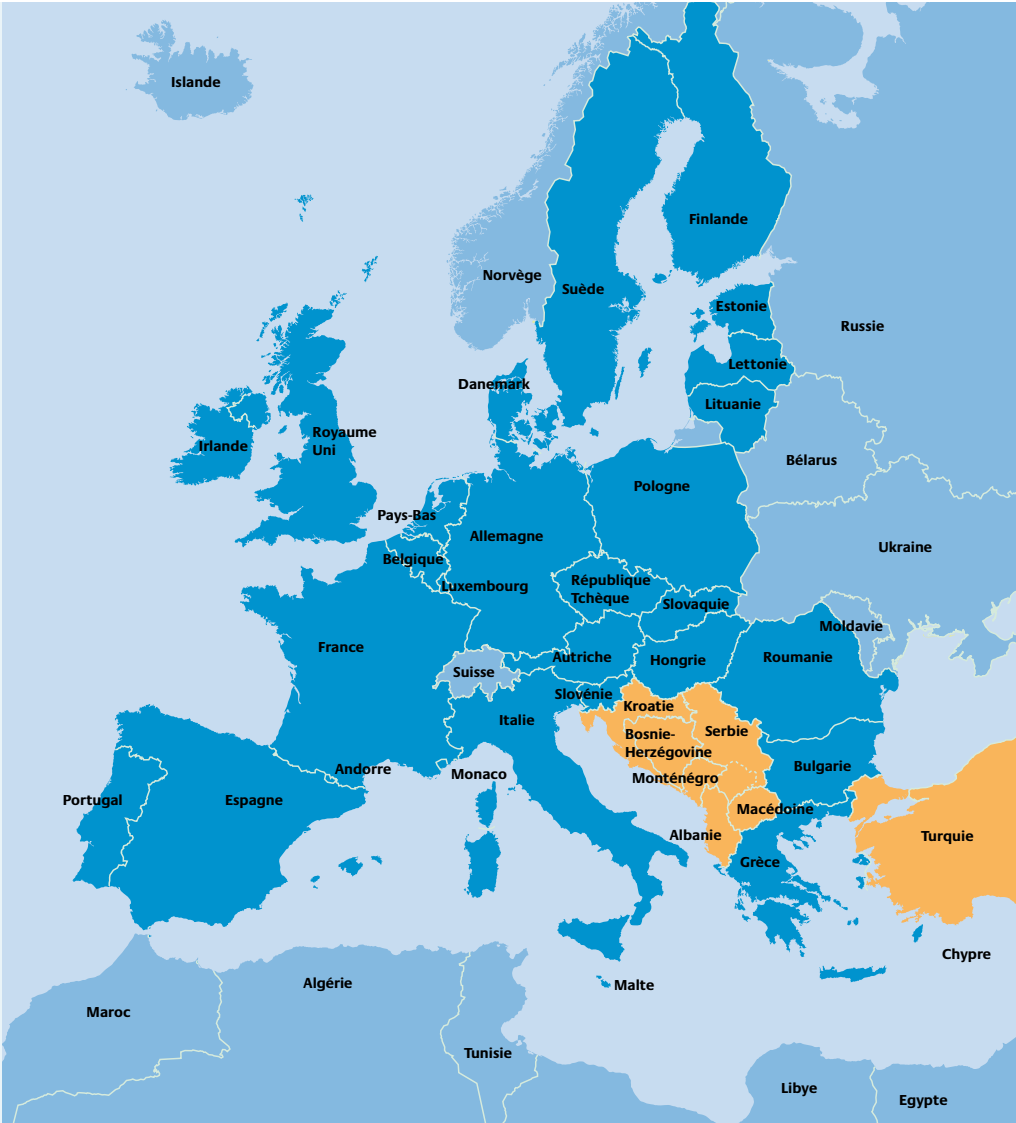 Islande
Finlande
Norvège
Suède
Estonie
Russie
Lettonie
Danemark
Lituanie
Royaume
Uni
Irlande
Bélarus
Pologne
Pays-Bas
Allemagne
Ukraine
Belgique
République
Tchèque
Luxembourg
Slovaquie
Moldavie
France
Autriche
Hongrie
Roumanie
Suisse
Slovénie
Kroatie
Italie
Serbie
Bosnie-
Herzégovine
Bulgarie
Andorre
Monaco
Monténégro
Portugal
Espagne
Macédoine
Albanie
Turquie
Grèce
Chypre
Algérie
Malte
Maroc
Tunisie
Libye
Egypte